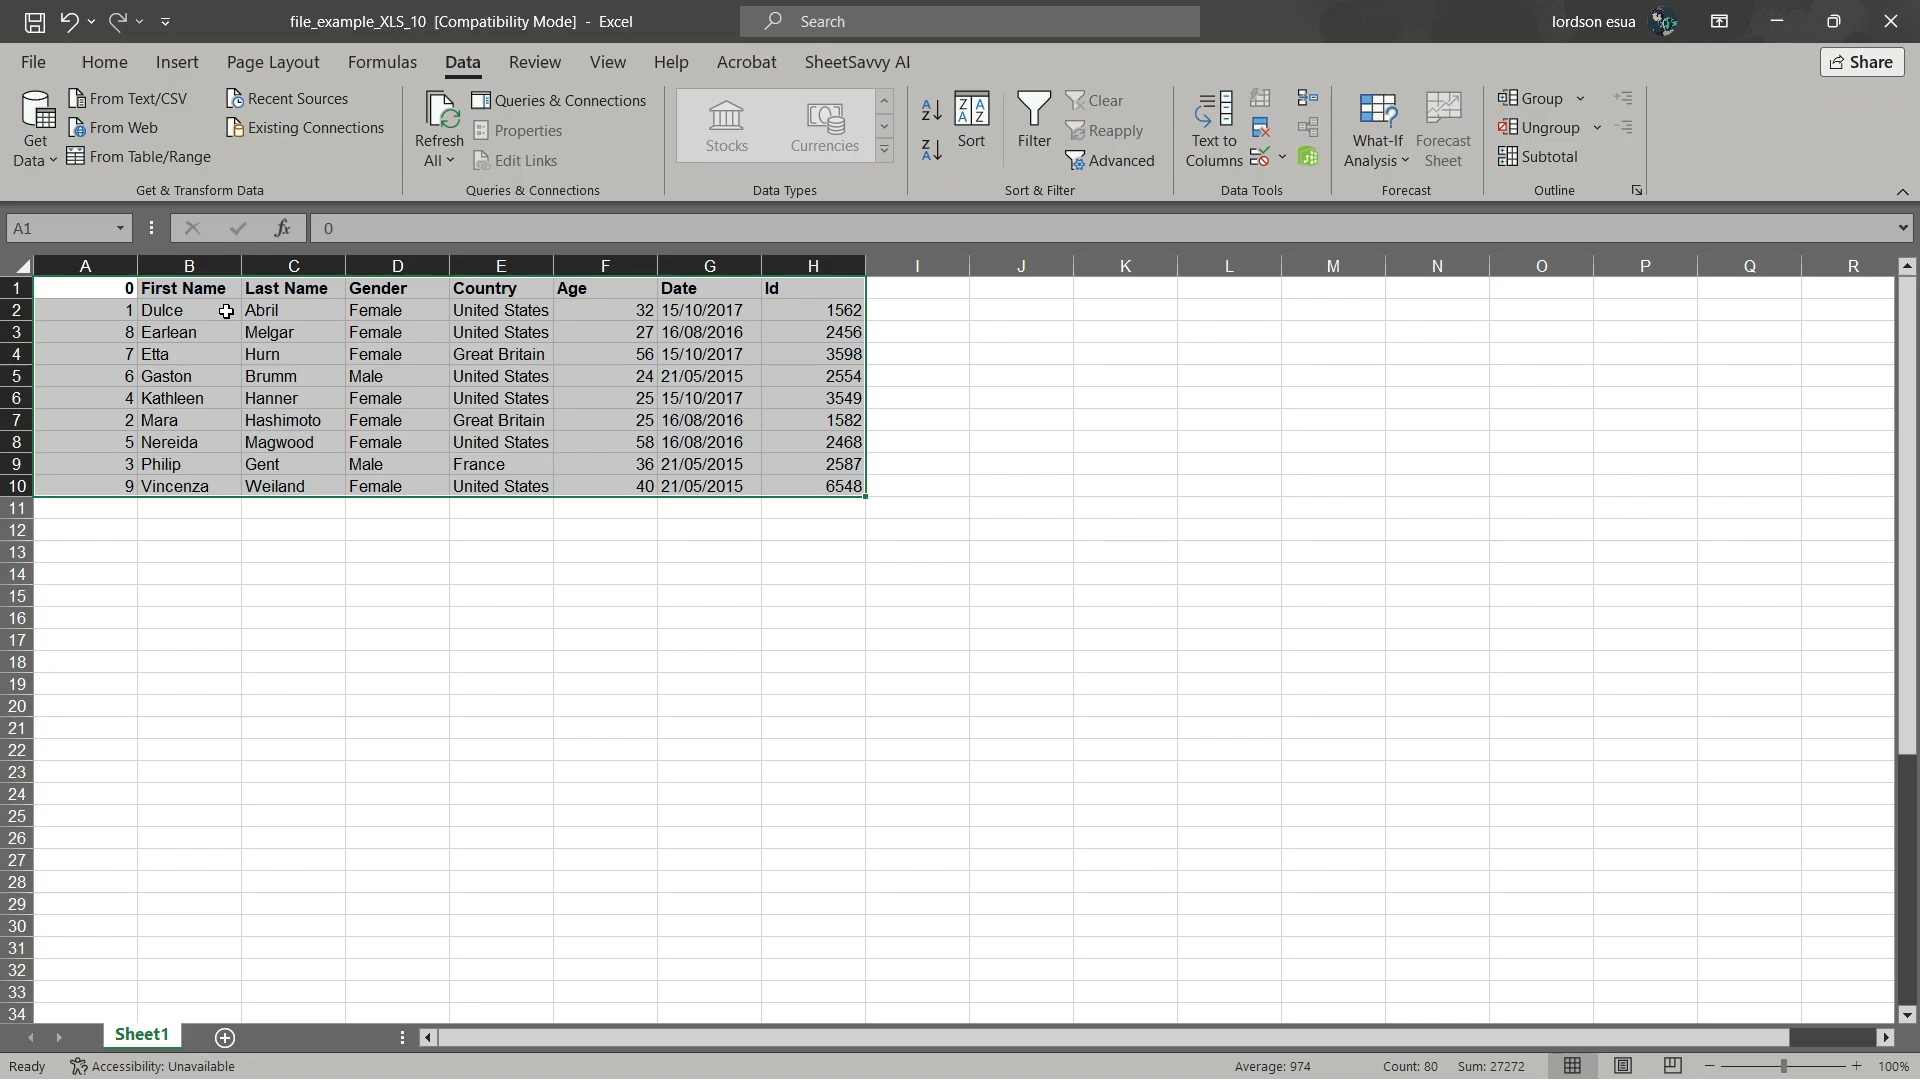 file_example_XLS_10 [Compatibility Mode] - Excel
Search
lordson esua
File Home Insert Page Layout Formulas Data Review View Help Acrobat SheetSavvy AI
Share
Get Data
From Text/CSV
From Web
From Table/Range
Recent Sources
Existing Connections
Get & Transform Data
Refresh All
Queries & Connections
Properties
Edit Links
Queries & Connections
Stocks
Currencies
Data Types
Sort
Filter
Clear
Reapply
Advanced
Sort & Filter
Text to Columns
Data Tools
What-If Analysis
Forecast Sheet
Forecast
Group
Ungroup
Subtotal
Outline
A1 fx 0
A B C D E F G H I J K L M N O P Q R
1 0 First Name Last Name Gender Country Age Date Id
2 1 Dulce Abril Female United States 32 15/10/2017 1562
3 8 Earlean Melgar Female United States 27 16/08/2016 2456
4 7 Etta Hurn Female Great Britain 56 15/10/2017 3598
5 6 Gaston Brumm Male United States 24 21/05/2015 2554
6 4 Kathleen Hanner Female United States 25 15/10/2017 3549
7 2 Mara Hashimoto Female Great Britain 25 16/08/2016 1582
8 5 Nereida Magwood Female United States 58 16/08/2016 2468
9 3 Philip Gent Male France 36 21/05/2015 2587
10 9 Vincenza Weiland Female United States 40 21/05/2015 6548
11
12
13
14
15
16
17
18
19
20
21
22
23
24
25
26
27
28
29
30
31
32
33
34
Sheet1
Ready Accessibility: Unavailable Average: 974 Count: 80 Sum: 27272 100%